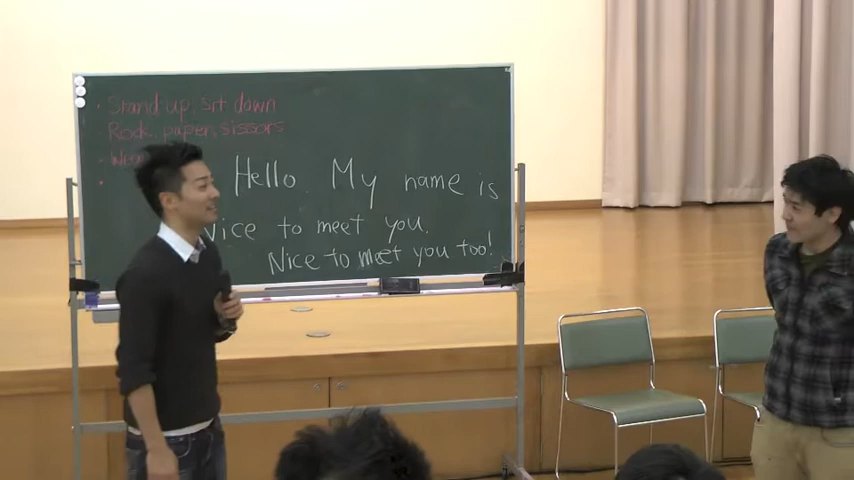 • Stand up, sit down
• Rock, paper, sissors
•
•
Hello. My name is
Nice to meet you.
Nice to meet you too!